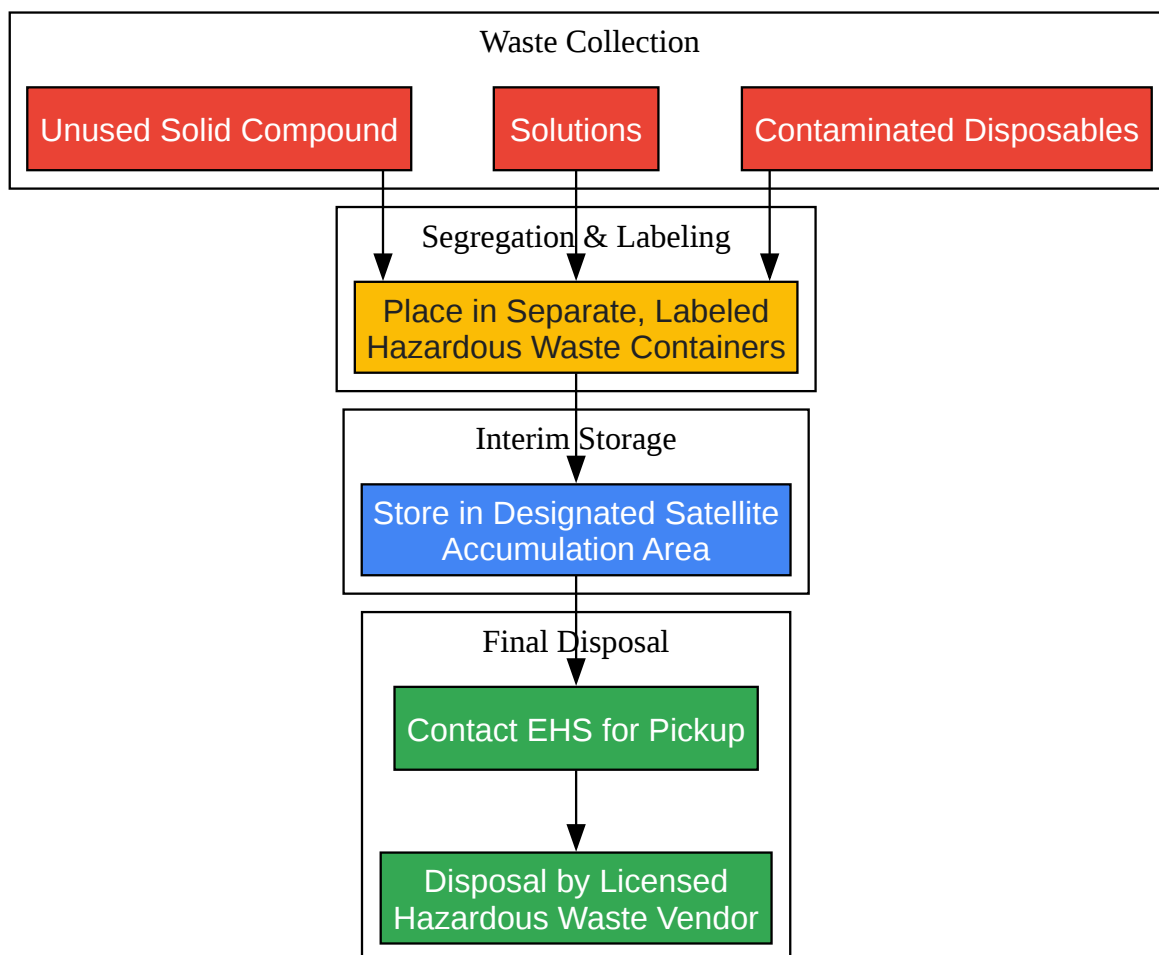 Waste Collection
Unused Solid Compound
Solutions
Contaminated Disposables
Segregation & Labeling
Place in Separate, Labeled
Hazardous Waste Containers
Interim Storage
Store in Designated Satellite
Accumulation Area
Final Disposal
Contact EHS for Pickup
Disposal by Licensed
Hazardous Waste Vendor